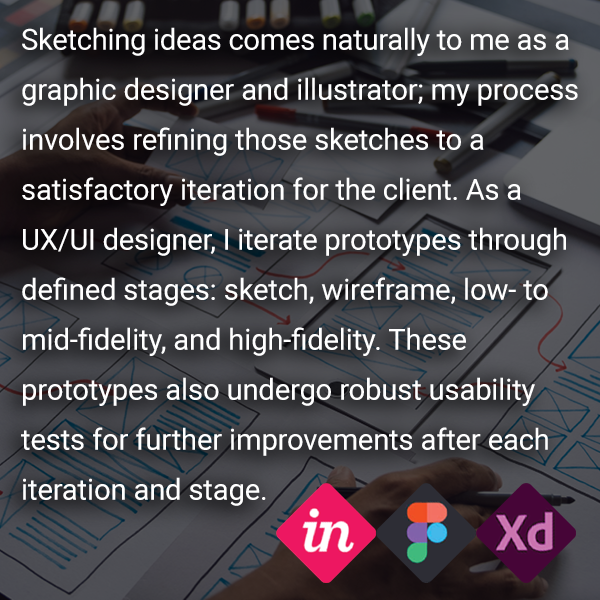 Sketching ideas comes naturally to me as a
graphic designer and illustrator; my process
involves refining those sketches to a
satisfactory iteration for the client. As a
UX/UI designer, I iterate prototypes through
defined stages: sketch, wireframe, low- to
mid-fidelity, and high-fidelity. These
prototypes also undergo robust usability
tests for further improvements after each
iteration and stage.
in Xd